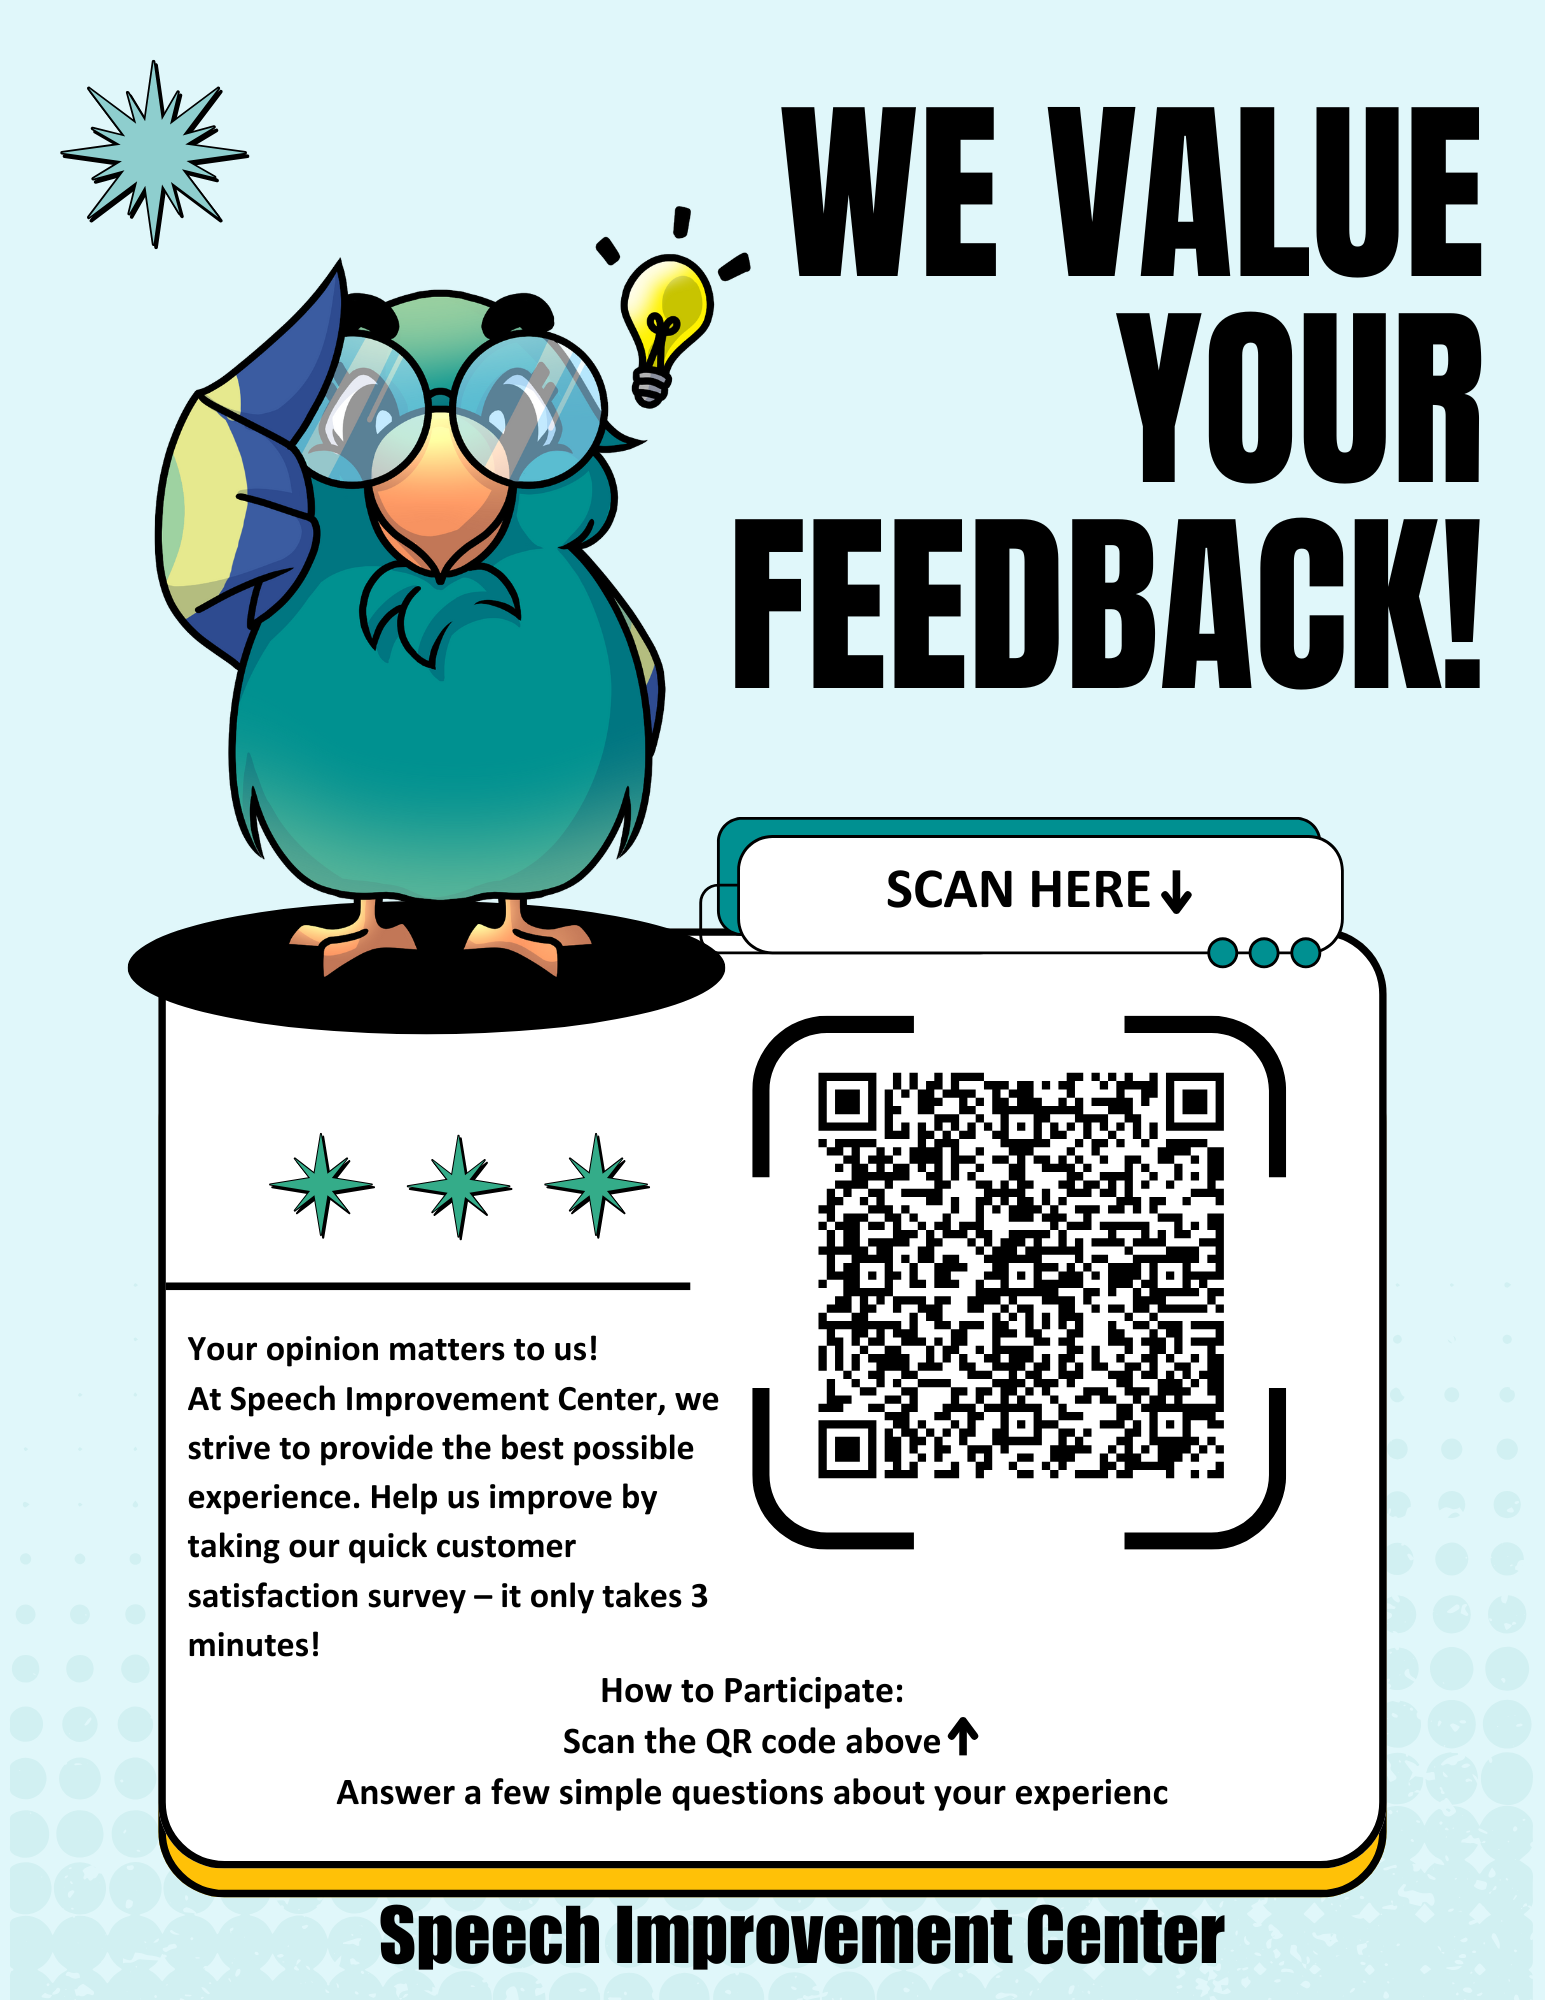 WE VALUE
YOUR
FEEDBACK!
SCAN HERE
Your opinion matters to us!
At Speech Improvement Center, we
strive to provide the best possible
experience. Help us improve by
taking our quick customer
satisfaction survey – it only takes 3
minutes!
How to Participate:
Scan the QR code above
Answer a few simple questions about your experienc
Speech Improvement Center